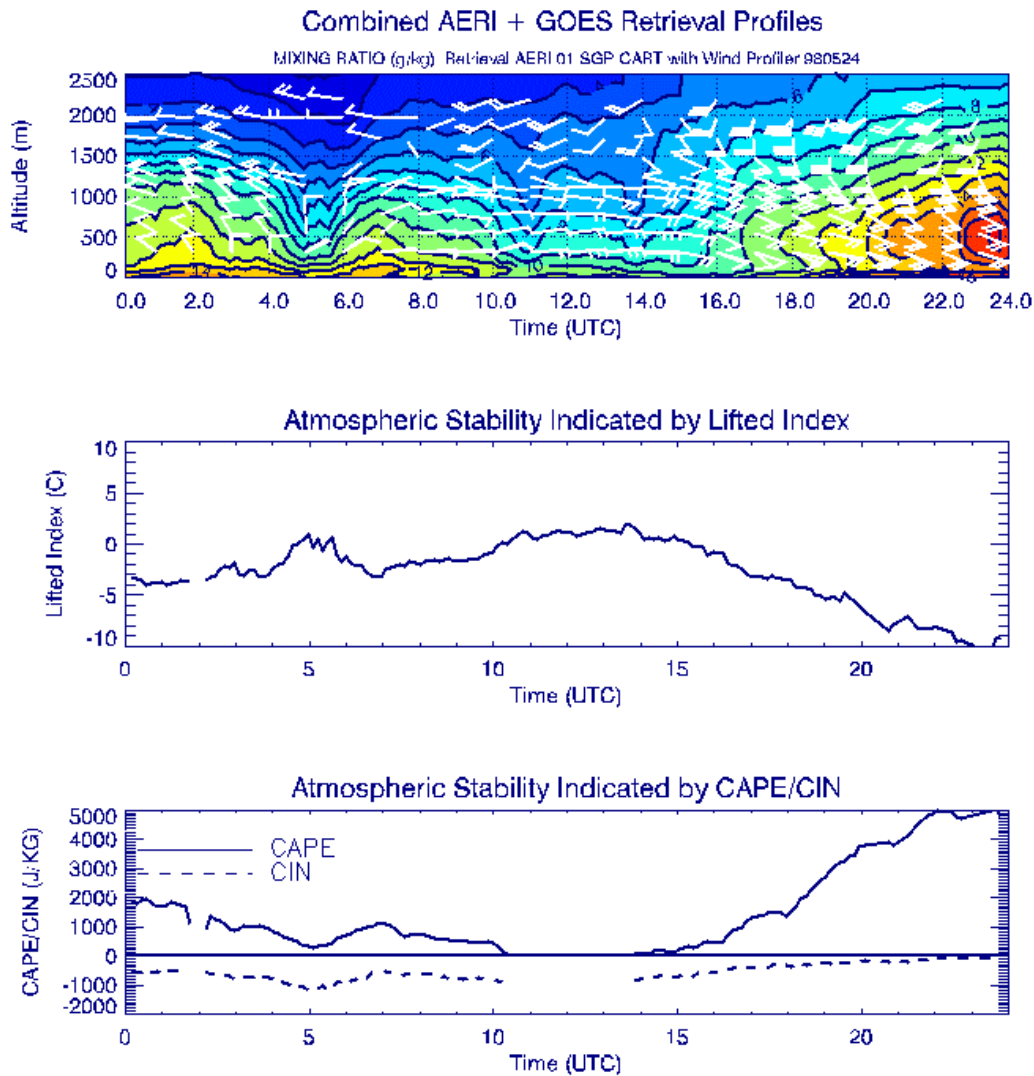 Combined AERI + GOES Retrieval Profiles
MIXING RATIO (g/kg) Retrieval AERI 01 SGP CART with Wind Profiler 980524
2500
2000
1500
1000
500
0
Altitude (m)
6
8
10
12
0.0 2.0 4.0 6.0 8.0 10.0 12.0 14.0 16.0 18.0 20.0 22.0 24.0
Time (UTC)
Atmospheric Stability Indicated by Lifted Index
10
5
0
-5
-10
Lifted Index (C)
0 5 10 15 20
Time (UTC)
Atmospheric Stability Indicated by CAPE/CIN
5000
4000
3000
2000
1000
0
-1000
-2000
CAPE/CIN (J/KG)
CAPE
CIN
0 5 10 15 20
Time (UTC)